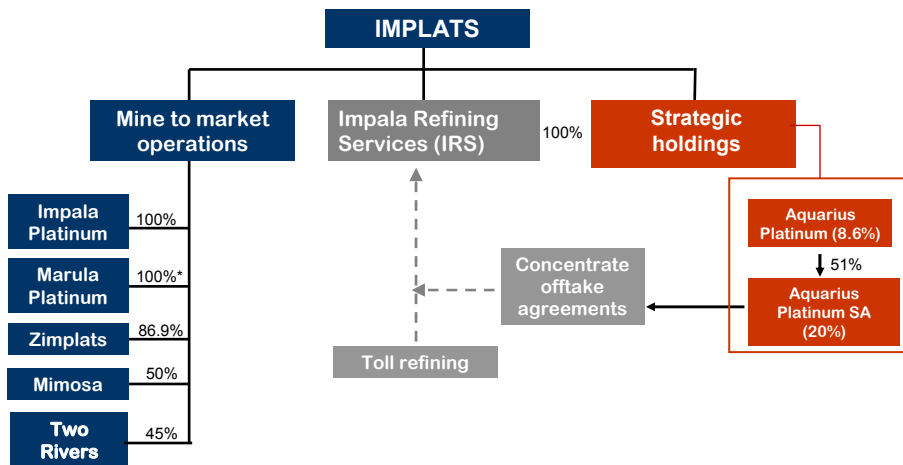 IMPLATS
Mine to market
operations
Impala Refining
Services (IRS)
100%
Strategic
holdings
Impala
Platinum
100%
Marula
Platinum
100%*
Zimplats
86.9%
Mimosa
50%
Two
Rivers
45%
Concentrate
offtake
agreements
Toll refining
Aquarius
Platinum (8.6%)
51%
Aquarius
Platinum SA
(20%)